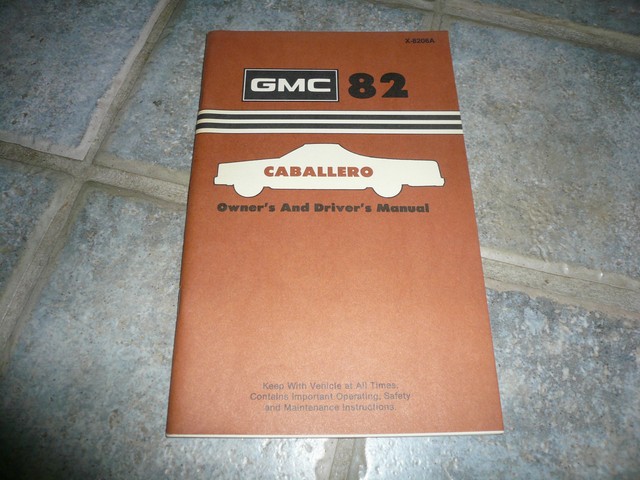 X-8206A
GMC 82
CABALLERO
Owner's And Driver's Manual
Keep With Vehicle at All Times.
Contains Important Operating, Safety
and Maintenance Instructions.